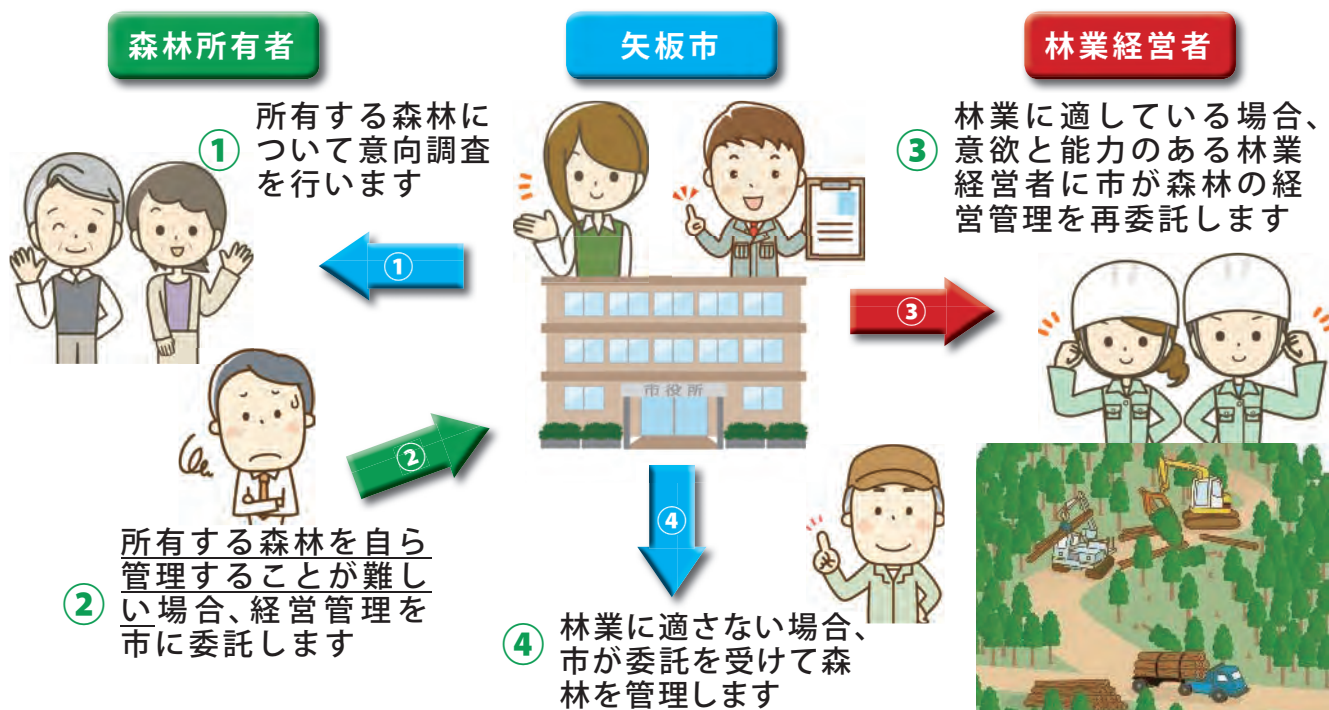 森林所有者
矢板市
林業経営者
①
所有する森林に
ついて意向調査
を行います
①
②
②
所有する森林を自ら
管理することが難し
い場合、経営管理を
市に委託します
市役所
③
③
林業に適している場合、
意欲と能力のある林業
経営者に市が森林の経
営管理を再委託します
④
④
林業に適さない場合、
市が委託を受けて森
林を管理します